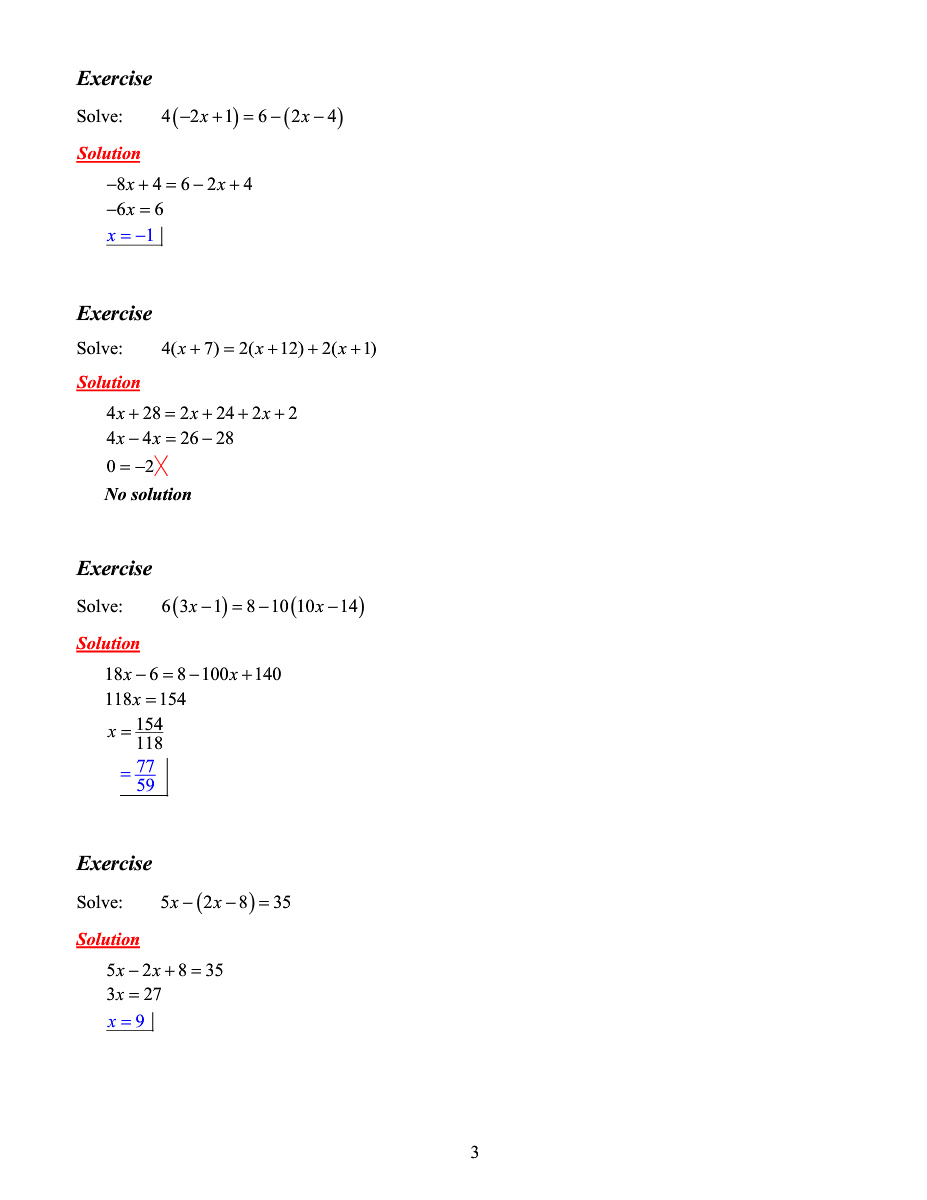 Exercise
Solve: 4(−2x + 1) = 6 − (2x − 4)
Solution
−8x + 4 = 6 − 2x + 4
−6x = 6
x = −1
Exercise
Solve: 4(x + 7) = 2(x + 12) + 2(x + 1)
Solution
4x + 28 = 2x + 24 + 2x + 2
4x − 4x = 26 − 28
0 = −2╳
No solution
Exercise
Solve: 6(3x − 1) = 8 − 10(10x − 14)
Solution
18x − 6 = 8 − 100x + 140
118x = 154
x = 154/118
= 77/59
Exercise
Solve: 5x − (2x − 8) = 35
Solution
5x − 2x + 8 = 35
3x = 27
x = 9
3